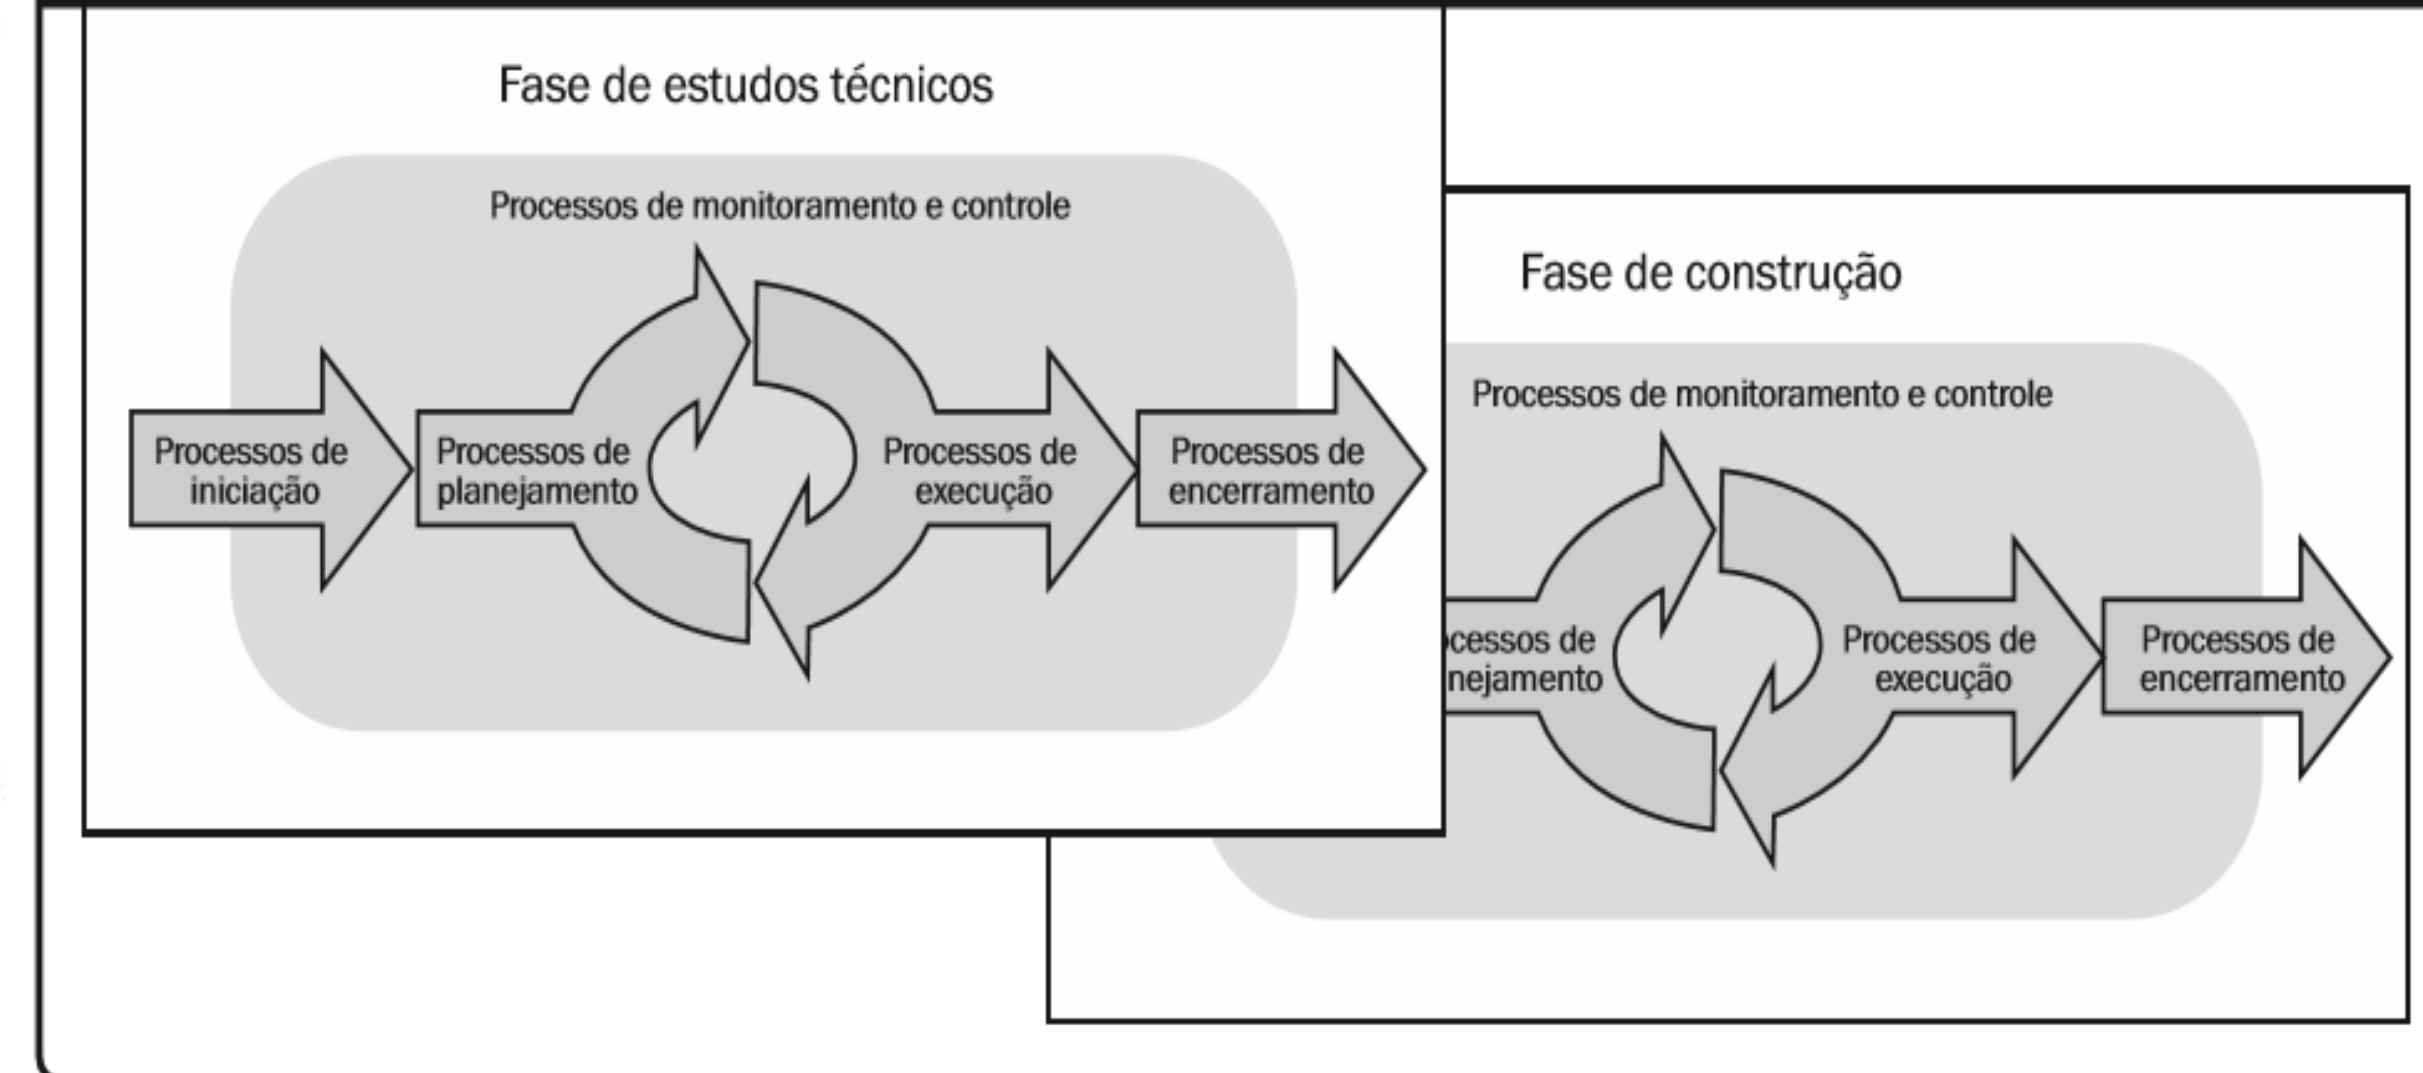 Fase de estudos técnicos
Processos de monitoramento e controle
Processos de
iniciação
Processos de
planejamento
Processos de
execução
Processos de
encerramento
Fase de construção
Processos de monitoramento e controle
cessos de
nejamento
Processos de
execução
Processos de
encerramento